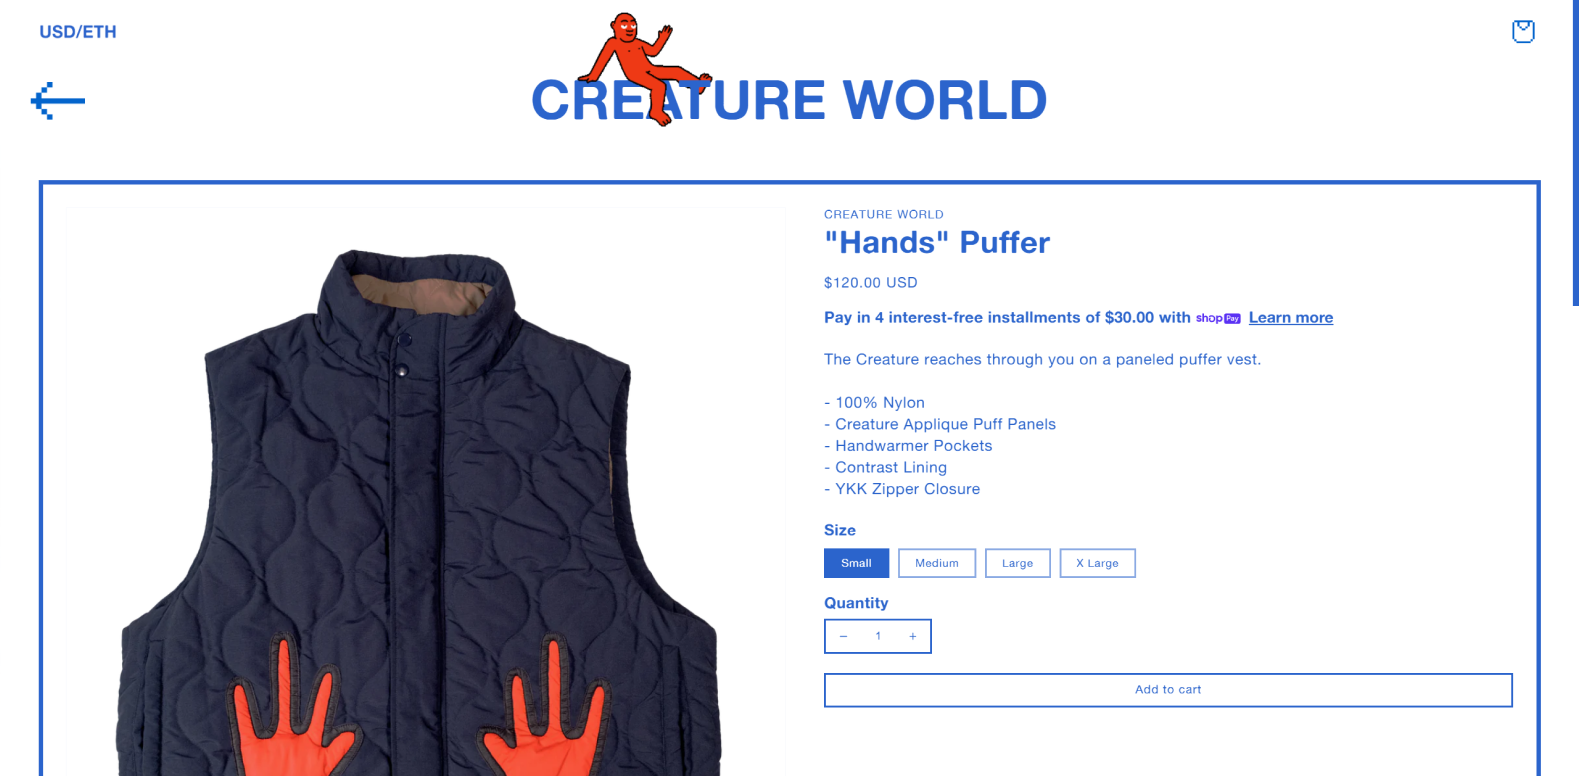 USD/ETH
CREATURE WORLD
CREATURE WORLD
"Hands" Puffer
$120.00 USD
Pay in 4 interest-free installments of $30.00 with shop Pay Learn more
The Creature reaches through you on a paneled puffer vest.
- 100% Nylon
- Creature Applique Puff Panels
- Handwarmer Pockets
- Contrast Lining
- YKK Zipper Closure
Size
Small Medium Large X Large
Quantity
− 1 +
Add to cart